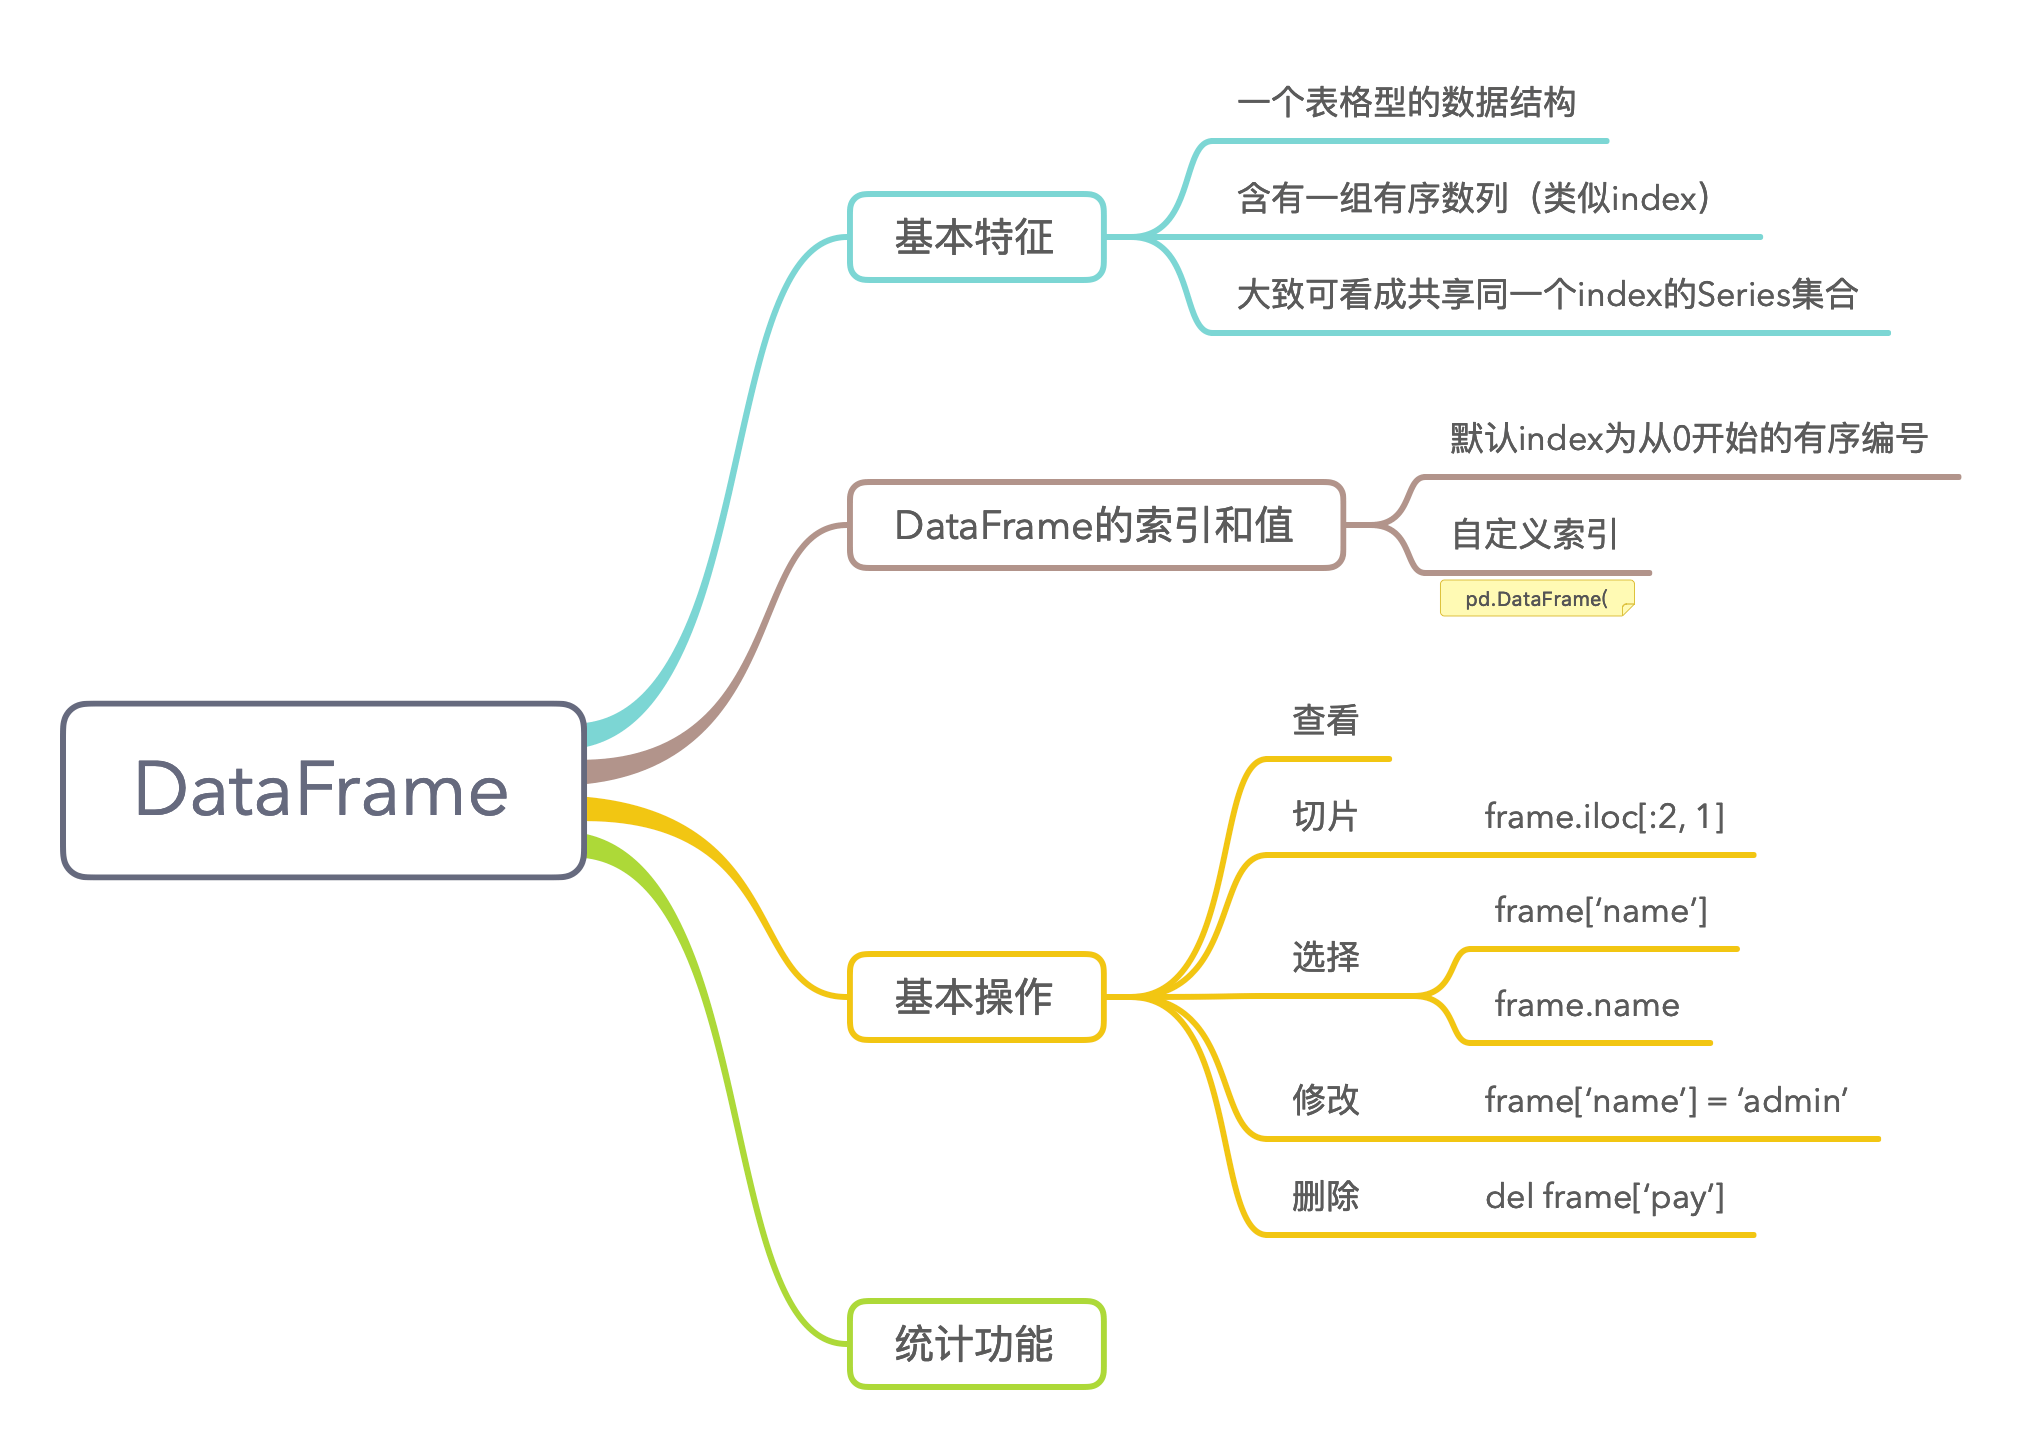 DataFrame
基本特征
一个表格型的数据结构
含有一组有序数列（类似index）
大致可看成共享同一个index的Series集合
DataFrame的索引和值
默认index为从0开始的有序编号
自定义索引
pd.DataFrame(
基本操作
查看
切片 frame.iloc[:2, 1]
选择
frame[‘name’]
frame.name
修改 frame[‘name’] = ‘admin‘
删除 del frame[‘pay’]
统计功能